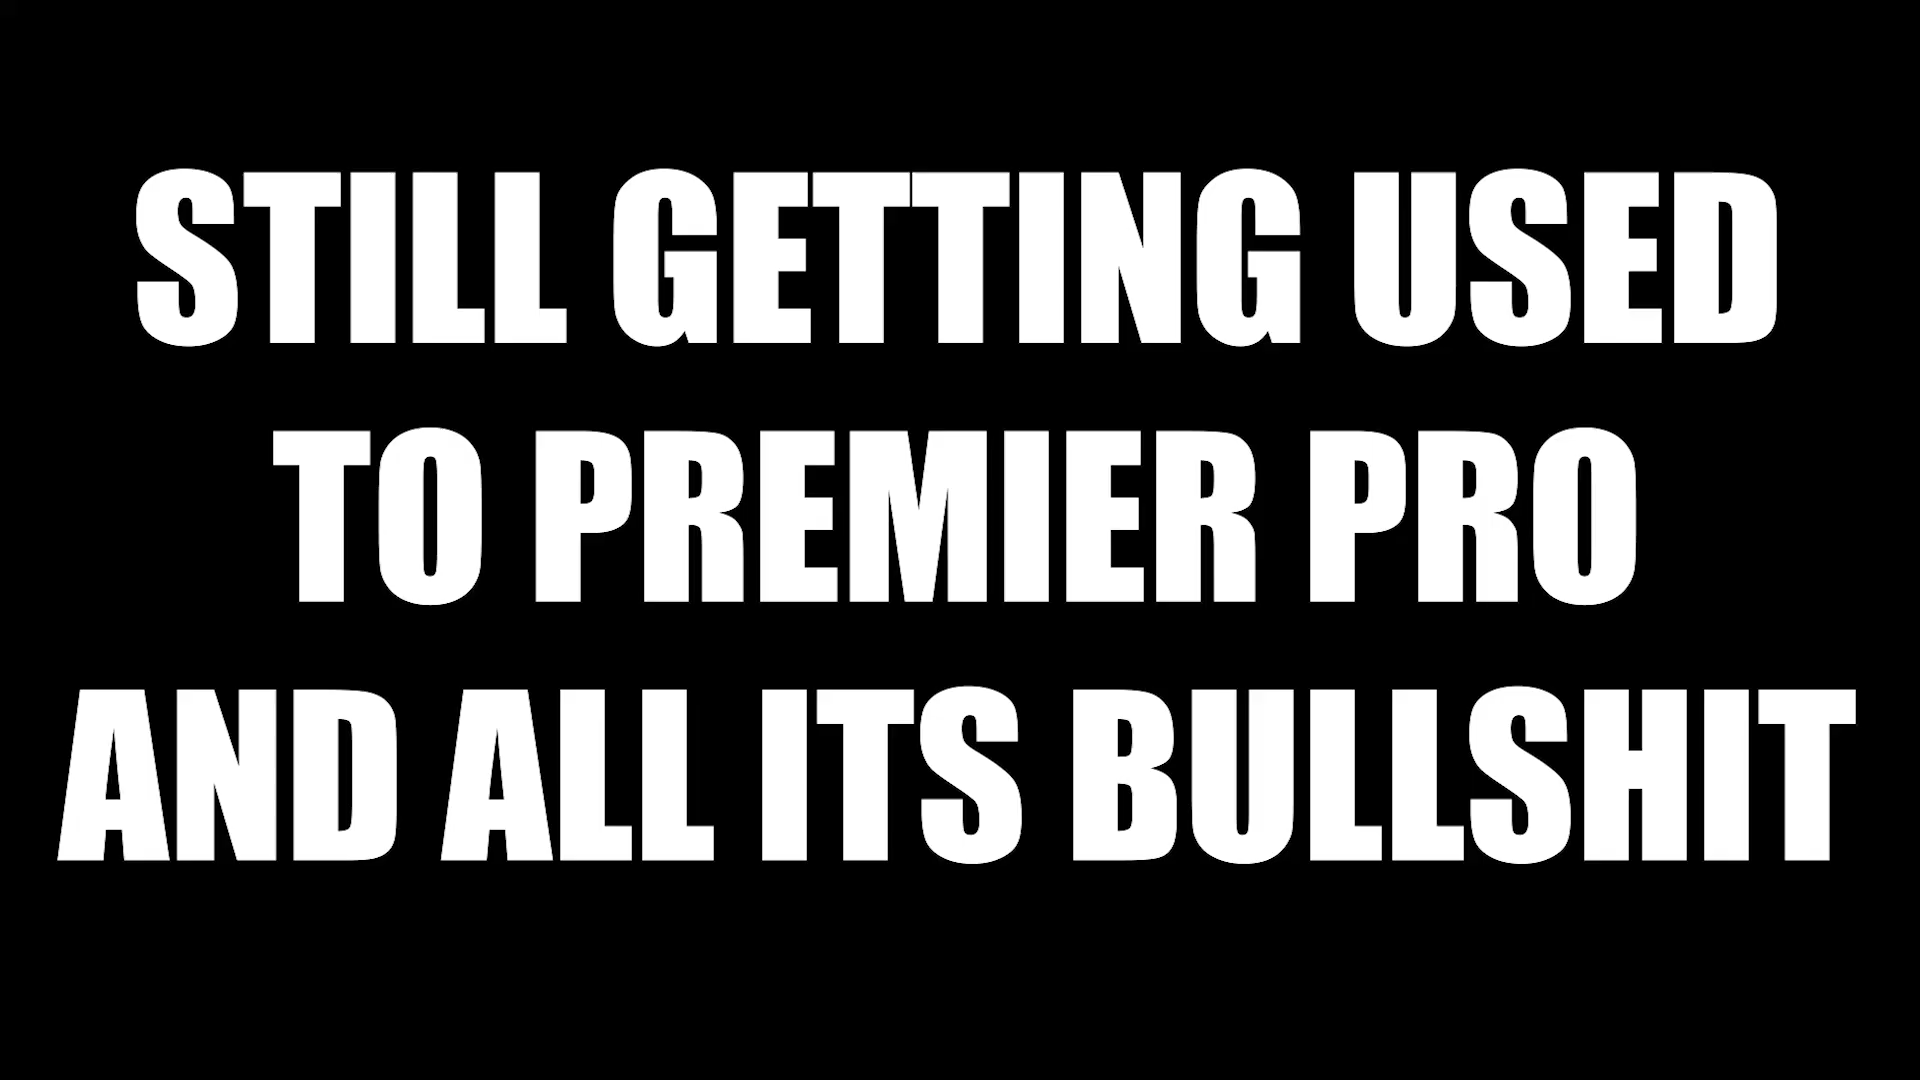 STILL GETTING USED
TO PREMIER PRO
AND ALL ITS BULLSHIT